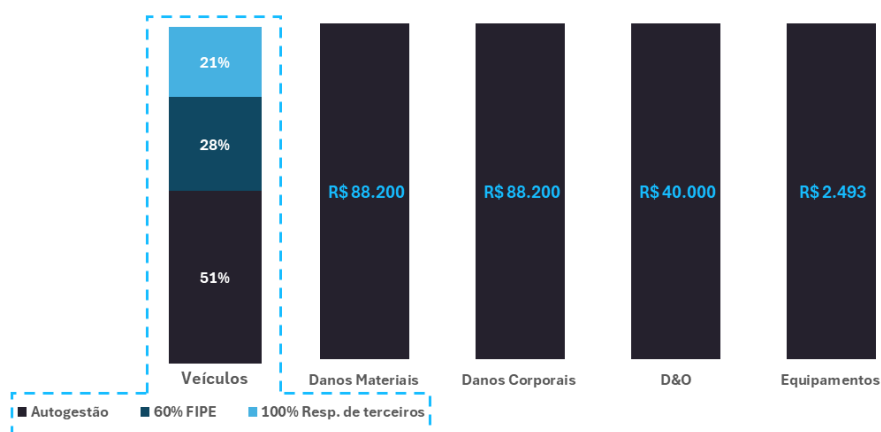 21%
28%
51%
R$ 88.200
R$ 88.200
R$ 40.000
R$ 2.493
Veículos
Danos Materiais
Danos Corporais
D&O
Equipamentos
Autogestão
60% FIPE
100% Resp. de terceiros